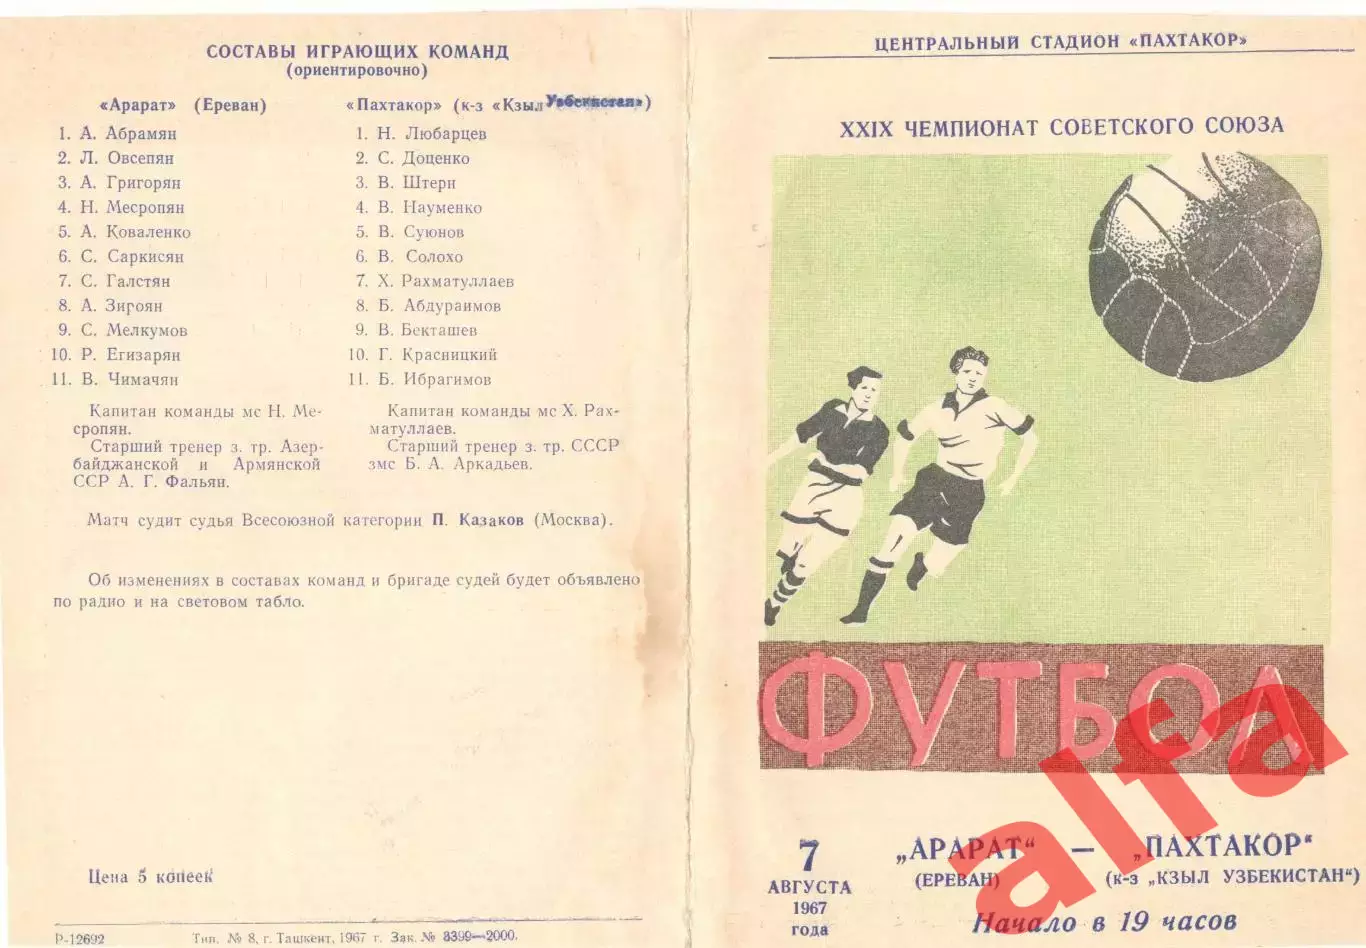 СОСТАВЫ ИГРАЮЩИХ КОМАНД
(ориентировочно)
«Арарат» (Ереван)
1. А. Абрамян
2. Л. Овсепян
3. А. Григорян
4. Н. Месропян
5. А. Коваленко
6. С. Саркисян
7. С. Галстян
8. А. Зироян
9. С. Мелкумов
10. Р. Егизарян
11. В. Чимачян
Капитан команды мс Н. Ме-
сропян.
Старший тренер з. тр. Азер-
байджанской и Армянской
ССР А. Г. Фальян.
«Пахтакор» (к-з «Кзыл Узбекистан»)
1. Н. Любарцев
2. С. Доценко
3. В. Штерн
4. В. Науменко
5. В. Суюнов
6. В. Солохо
7. Х. Рахматуллаев
8. Б. Абдураимов
9. В. Бекташев
10. Г. Красницкий
11. Б. Ибрагимов
Капитан команды мс Х. Рах-
матуллаев.
Старший тренер з. тр. СССР
змс Б. А. Аркадьев.
Матч судит судья Всесоюзной категории П. Казаков (Москва).
Об изменениях в составах команд и бригаде судей будет объявлено
по радио и на световом табло.
Цена 5 копеек
Р-12692 Тип. № 8, г. Ташкент, 1967 г. Зак. № 8399—2000.
ЦЕНТРАЛЬНЫЙ СТАДИОН «ПАХТАКОР»
XXIX ЧЕМПИОНАТ СОВЕТСКОГО СОЮЗА
ФУТБОЛ
7
АВГУСТА
1967
года
„АРАРАТ“ — „ПАХТАКОР“
(ЕРЕВАН) (к-з „КЗЫЛ УЗБЕКИСТАН“)
Начало в 19 часов
alfa